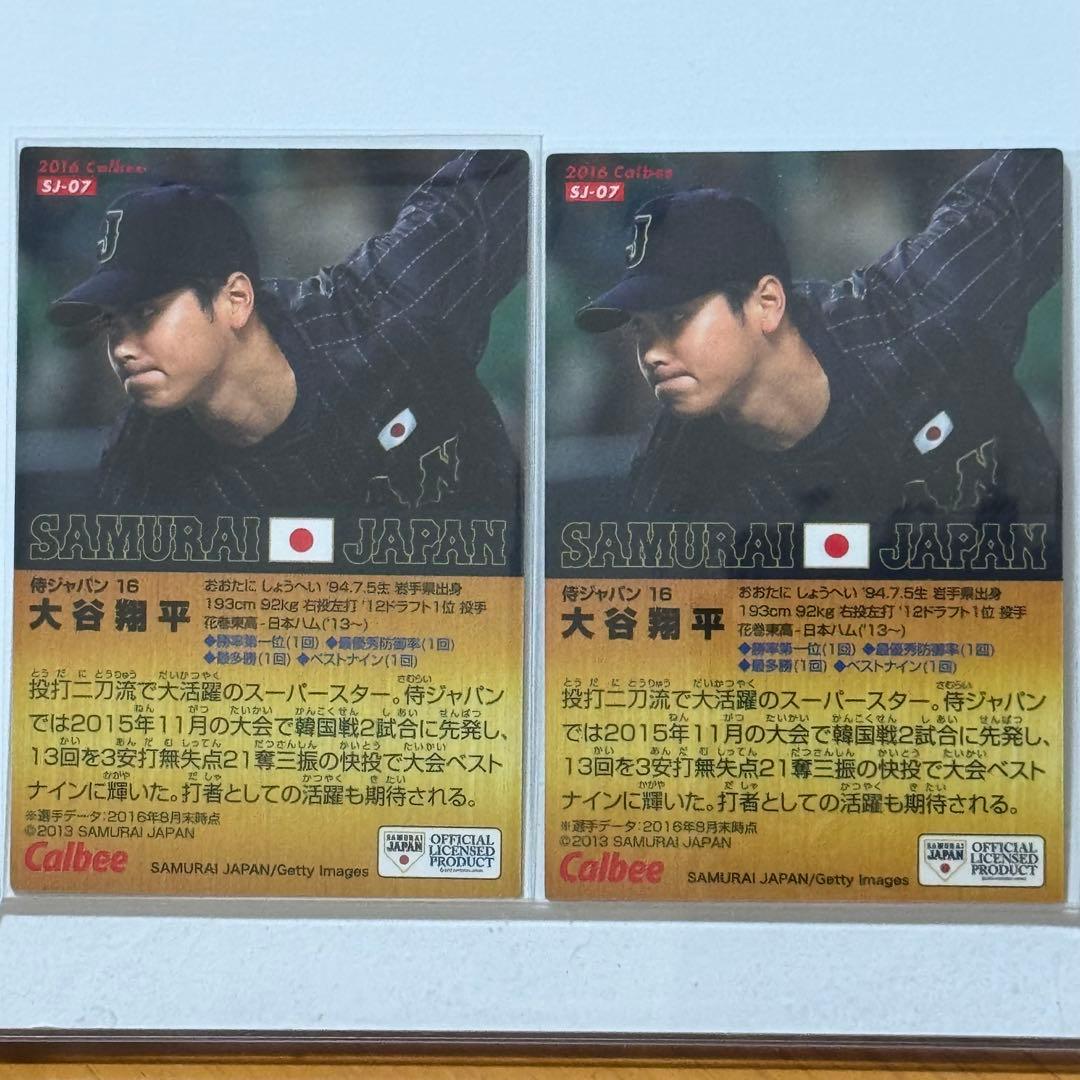 2016 Calbee
SJ-07
SAMURAI JAPAN
侍ジャパン 16
大谷翔平
おおたに しょうへい '94.7.5生 岩手県出身
193cm 92kg 右投左打 '12ドラフト1位 投手
花巻東高-日本ハム('13〜)
◆勝率第一位(1回) ◆最優秀防御率(1回)
◆最多勝(1回) ◆ベストナイン(1回)
投打二刀流で大活躍のスーパースター。侍ジャパン
では2015年11月の大会で韓国戦2試合に先発し、
13回を3安打無失点21奪三振の快投で大会ベスト
ナインに輝いた。打者としての活躍も期待される。
※選手データ:2016年8月末時点
©2013 SAMURAI JAPAN
Calbee
SAMURAI JAPAN/Getty Images
SAMURAI
JAPAN
OFFICIAL
LICENSED
PRODUCT
2016 Calbee
SJ-07
SAMURAI JAPAN
侍ジャパン 16
大谷翔平
おおたに しょうへい '94.7.5生 岩手県出身
193cm 92kg 右投左打 '12ドラフト1位 投手
花巻東高-日本ハム('13〜)
◆勝率第一位(1回) ◆最優秀防御率(1回)
◆最多勝(1回) ◆ベストナイン(1回)
投打二刀流で大活躍のスーパースター。侍ジャパン
では2015年11月の大会で韓国戦2試合に先発し、
13回を3安打無失点21奪三振の快投で大会ベスト
ナインに輝いた。打者としての活躍も期待される。
※選手データ:2016年8月末時点
©2013 SAMURAI JAPAN
Calbee
SAMURAI JAPAN/Getty Images
SAMURAI
JAPAN
OFFICIAL
LICENSED
PRODUCT